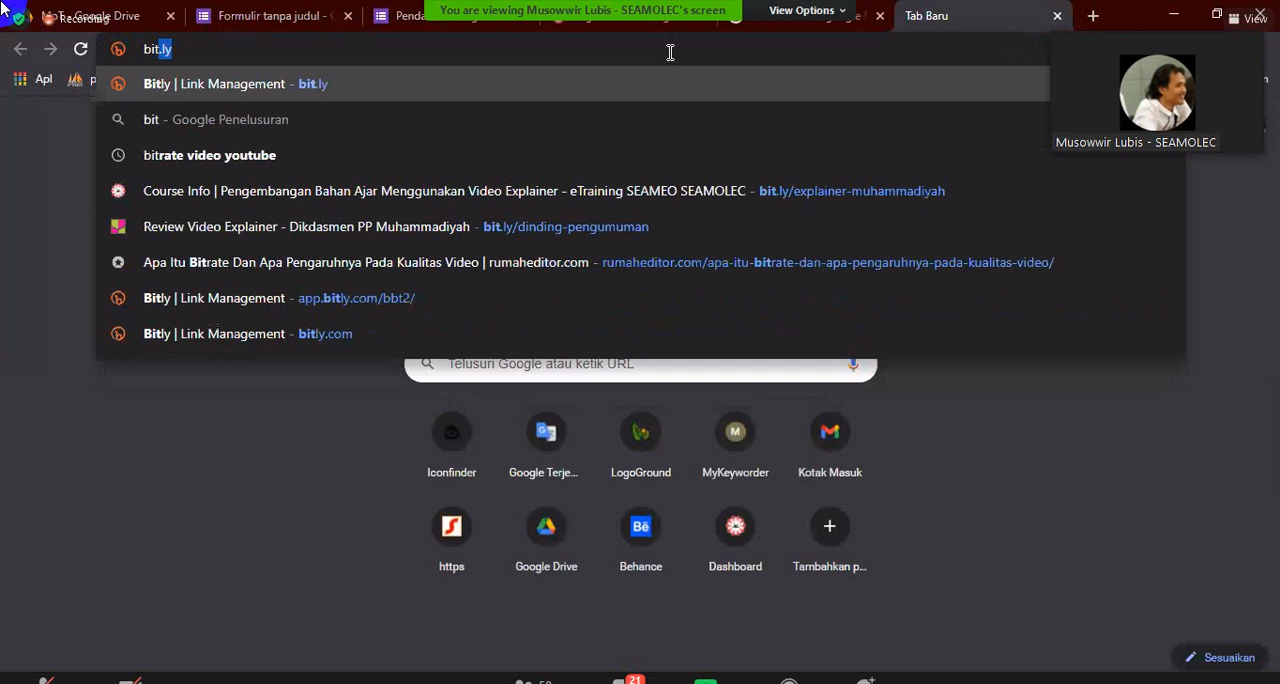 Google Drive
Recording
Formulir tanpa judul -
Penda
You are viewing Musowwir Lubis - SEAMOLEC's screen
View Options
Tab Baru
View
bit.ly
Apl
Bitly | Link Management - bit.ly
bit - Google Penelusuran
Musowwir Lubis - SEAMOLEC
bitrate video youtube
Course Info | Pengembangan Bahan Ajar Menggunakan Video Explainer - eTraining SEAMEO SEAMOLEC - bit.ly/explainer-muhammadiyah
Review Video Explainer - Dikdasmen PP Muhammadiyah - bit.ly/dinding-pengumuman
Apa Itu Bitrate Dan Apa Pengaruhnya Pada Kualitas Video | rumaheditor.com - rumaheditor.com/apa-itu-bitrate-dan-apa-pengaruhnya-pada-kualitas-video/
Bitly | Link Management - app.bitly.com/bbt2/
Bitly | Link Management - bitly.com
Telusuri Google atau ketik URL
M
Iconfinder
Google Terje...
LogoGround
MyKeyworder
Kotak Masuk
Bē
https
Google Drive
Behance
Dashboard
Tambahkan p...
Sesuaikan
21